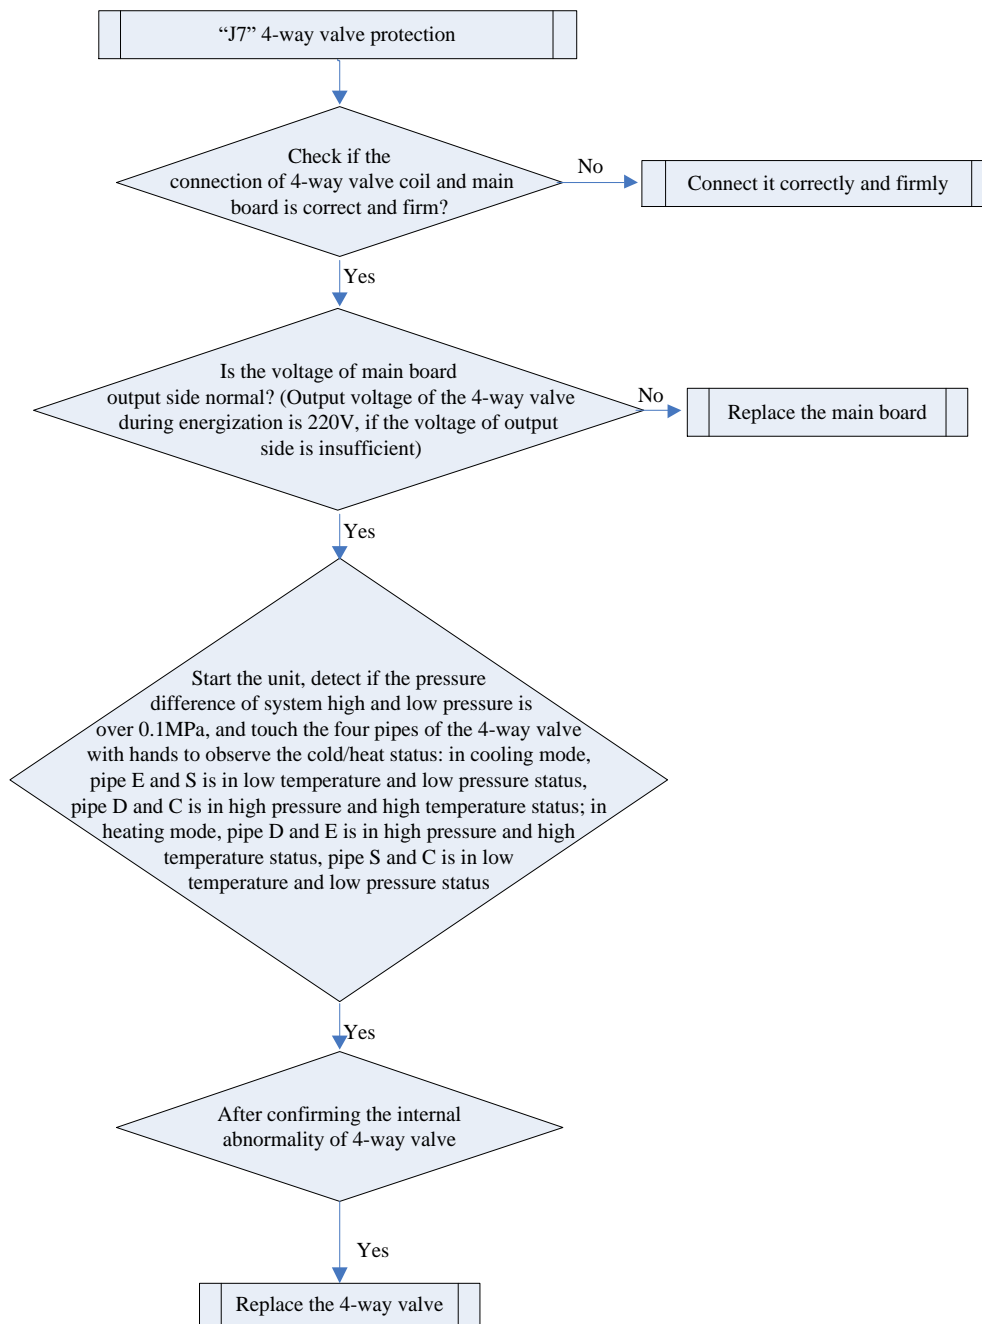 “J7” 4-way valve protection
Check if the
connection of 4-way valve coil and main
board is correct and firm?
No
Connect it correctly and firmly
Yes
Is the voltage of main board
output side normal? (Output voltage of the 4-way valve
during energization is 220V, if the voltage of output
side is insufficient)
No
Replace the main board
Yes
Start the unit, detect if the pressure
difference of system high and low pressure is
over 0.1MPa, and touch the four pipes of the 4-way valve
with hands to observe the cold/heat status: in cooling mode,
pipe E and S is in low temperature and low pressure status,
pipe D and C is in high pressure and high temperature status; in
heating mode, pipe D and E is in high pressure and high
temperature status, pipe S and C is in low
temperature and low pressure status
Yes
After confirming the internal
abnormality of 4-way valve
Yes
Replace the 4-way valve